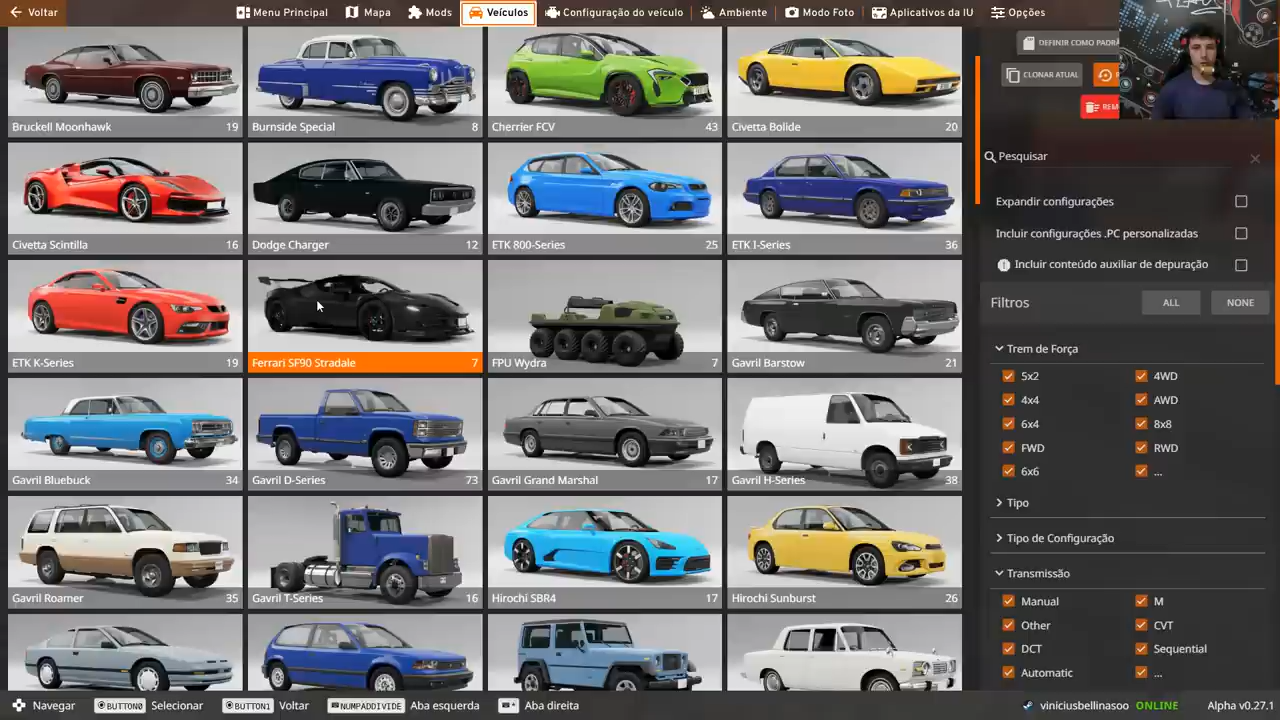 Voltar
Menu Principal
Mapa
Mods
Veículos
Configuração do veículo
Ambiente
Modo Foto
Aplicativos da IU
Opções
Bruckell Moonhawk 19
Burnside Special 8
Cherrier FCV 43
Civetta Bolide 20
Civetta Scintilla 16
Dodge Charger 12
ETK 800-Series 25
ETK I-Series 36
ETK K-Series 19
Ferrari SF90 Stradale 7
FPU Wydra 7
Gavril Barstow 21
Gavril Bluebuck 34
Gavril D-Series 73
Gavril Grand Marshal 17
Gavril H-Series 38
Gavril Roamer 35
Gavril T-Series 16
Hirochi SBR4 17
Hirochi Sunburst 26
DEFINIR COMO
CLONAR ATUAL
Pesquisar
Expandir configurações
Incluir configurações .PC personalizadas
Incluir conteúdo auxiliar de depuração
Filtros ALL NONE
Trem de Força
5x2 4WD
4x4 AWD
6x4 8x8
FWD RWD
6x6 ...
Tipo
Tipo de Configuração
Transmissão
Manual M
Other CVT
DCT Sequential
Automatic ...
Navegar
BUTTON0 Selecionar
BUTTON1 Voltar
NUMPADDIVIDE Aba esquerda
Aba direita
viniciusbellinasoo ONLINE Alpha v0.27.1